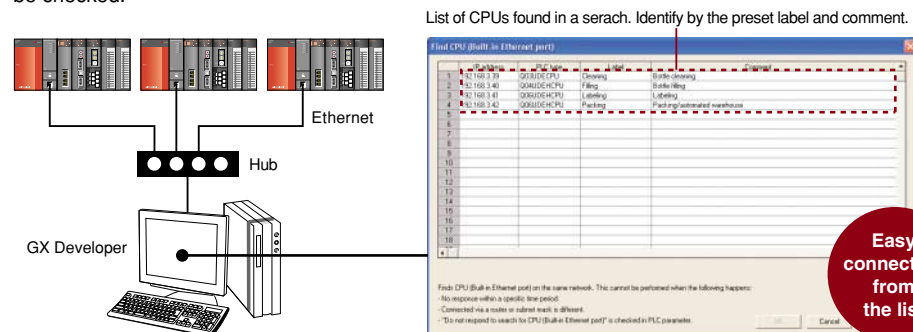 be checked.
List of CPUs found in a serach. Identify by the preset label and comment.
Ethernet
Hub
GX Developer
Find CPU (Built-in Ethernet port)
IP address PLC type Label Comment
1 192.168.3.39 Q03UDECPU Cleaning Bottle cleaning
2 192.168.3.40 Q04UDEHCPU Filling Bottle filling
3 192.168.3.41 Q06UDEHCPU Labeling Labeling
4 192.168.3.42 Q06UDEHCPU Packing Packing/automated warehouse
5
6
7
8
9
10
11
12
13
14
15
16
17
18
Finds CPU (Built-in Ethernet port) on the same network. This cannot be performed when the following happens:
- No response within a specific time period.
- Connected via a router or subnet mask is different.
- "Do not respond to search for CPU (Built-in Ethernet port)" is checked in PLC parameter.
Cancel
Easy
connect
from
the lis